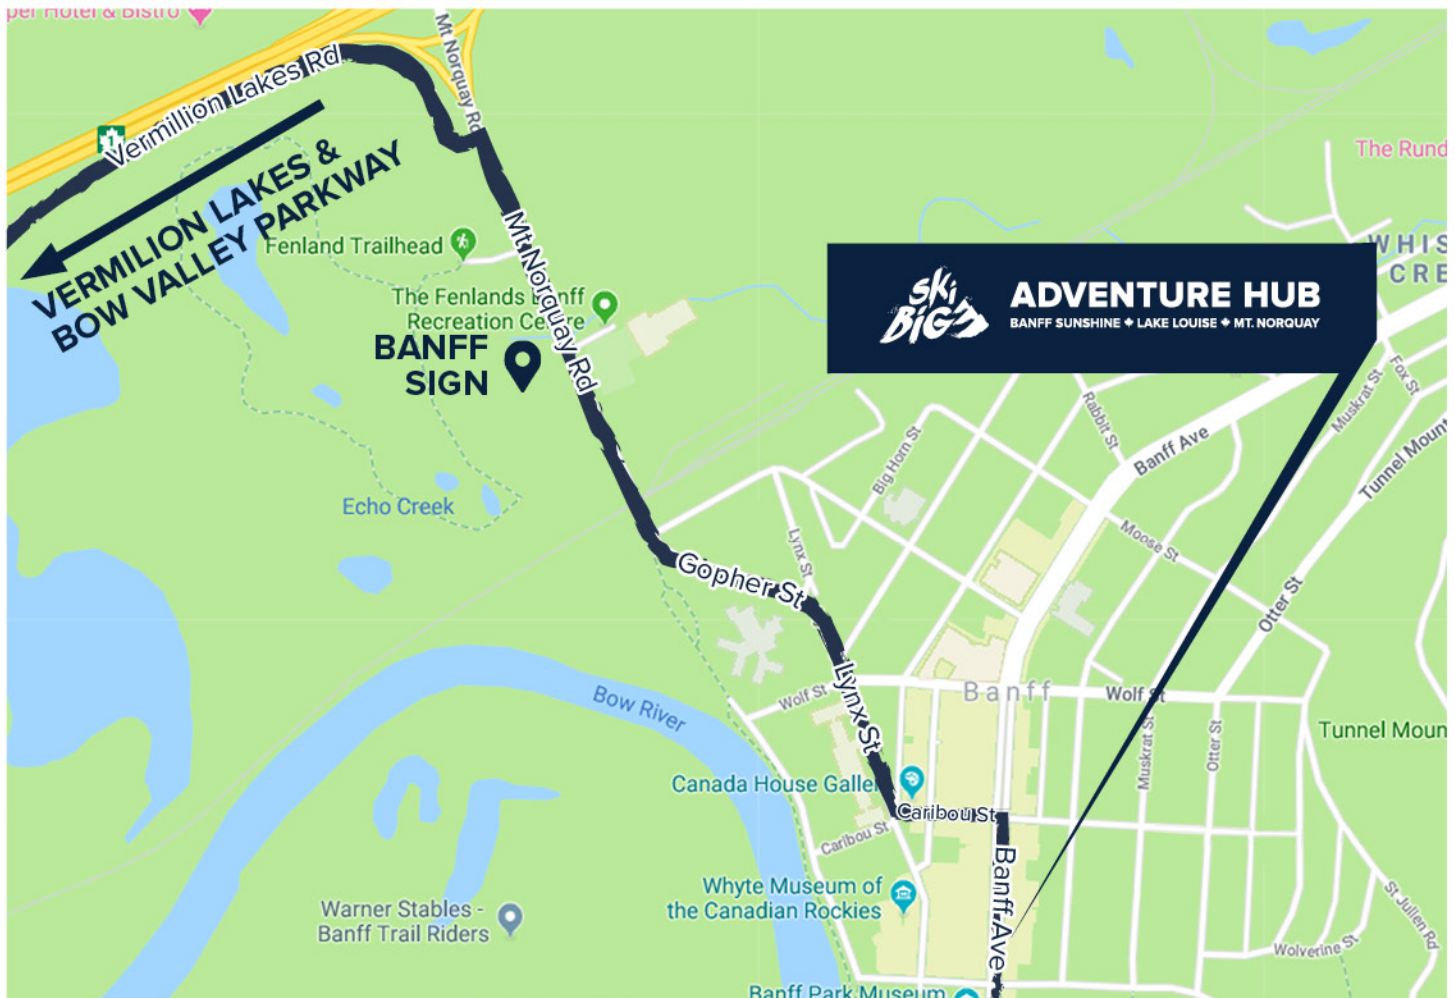 per Hotel & Bistro
Mt Norquay Rd
Vermillion Lakes Rd
1
VERMILION LAKES &
BOW VALLEY PARKWAY
Fenland Trailhead
Mt Norquay Rd
The Fenlands Banff
Recreation Centre
BANFF
SIGN
The Rund
WHIS
CRE
SKi
BiG3
ADVENTURE HUB
BANFF SUNSHINE LAKE LOUISE MT. NORQUAY
Muskrat St
Fox St
Rabbit St
Banff Ave
Big Horn St
Tunnel Mount
Echo Creek
Lynx St
Moose St
Gopher St
Otter St
Wolf St
Lynx St
Banff
Wolf St
Bow River
Muskrat St
Otter St
Tunnel Moun
Canada House Galler
Caribou St
Caribou St
Banff Ave
Whyte Museum of
the Canadian Rockies
Warner Stables -
Banff Trail Riders
St Julien Rd
Wolverine St
Banff Park Museum